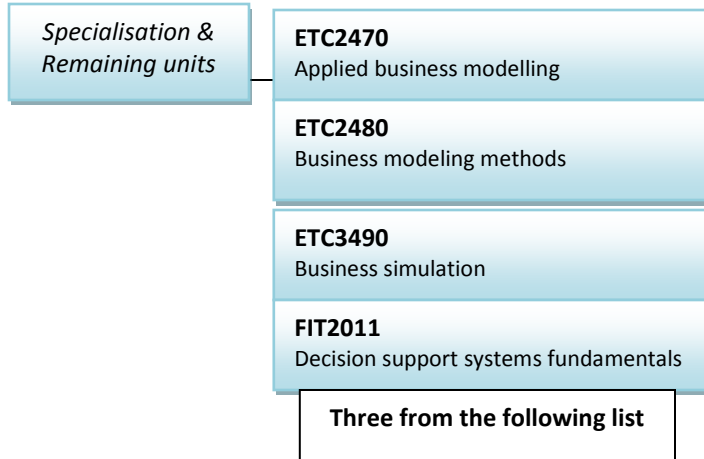 Specialisation &
Remaining units
ETC2470
Applied business modelling
ETC2480
Business modeling methods
ETC3490
Business simulation
FIT2011
Decision support systems fundamentals
Three from the following list